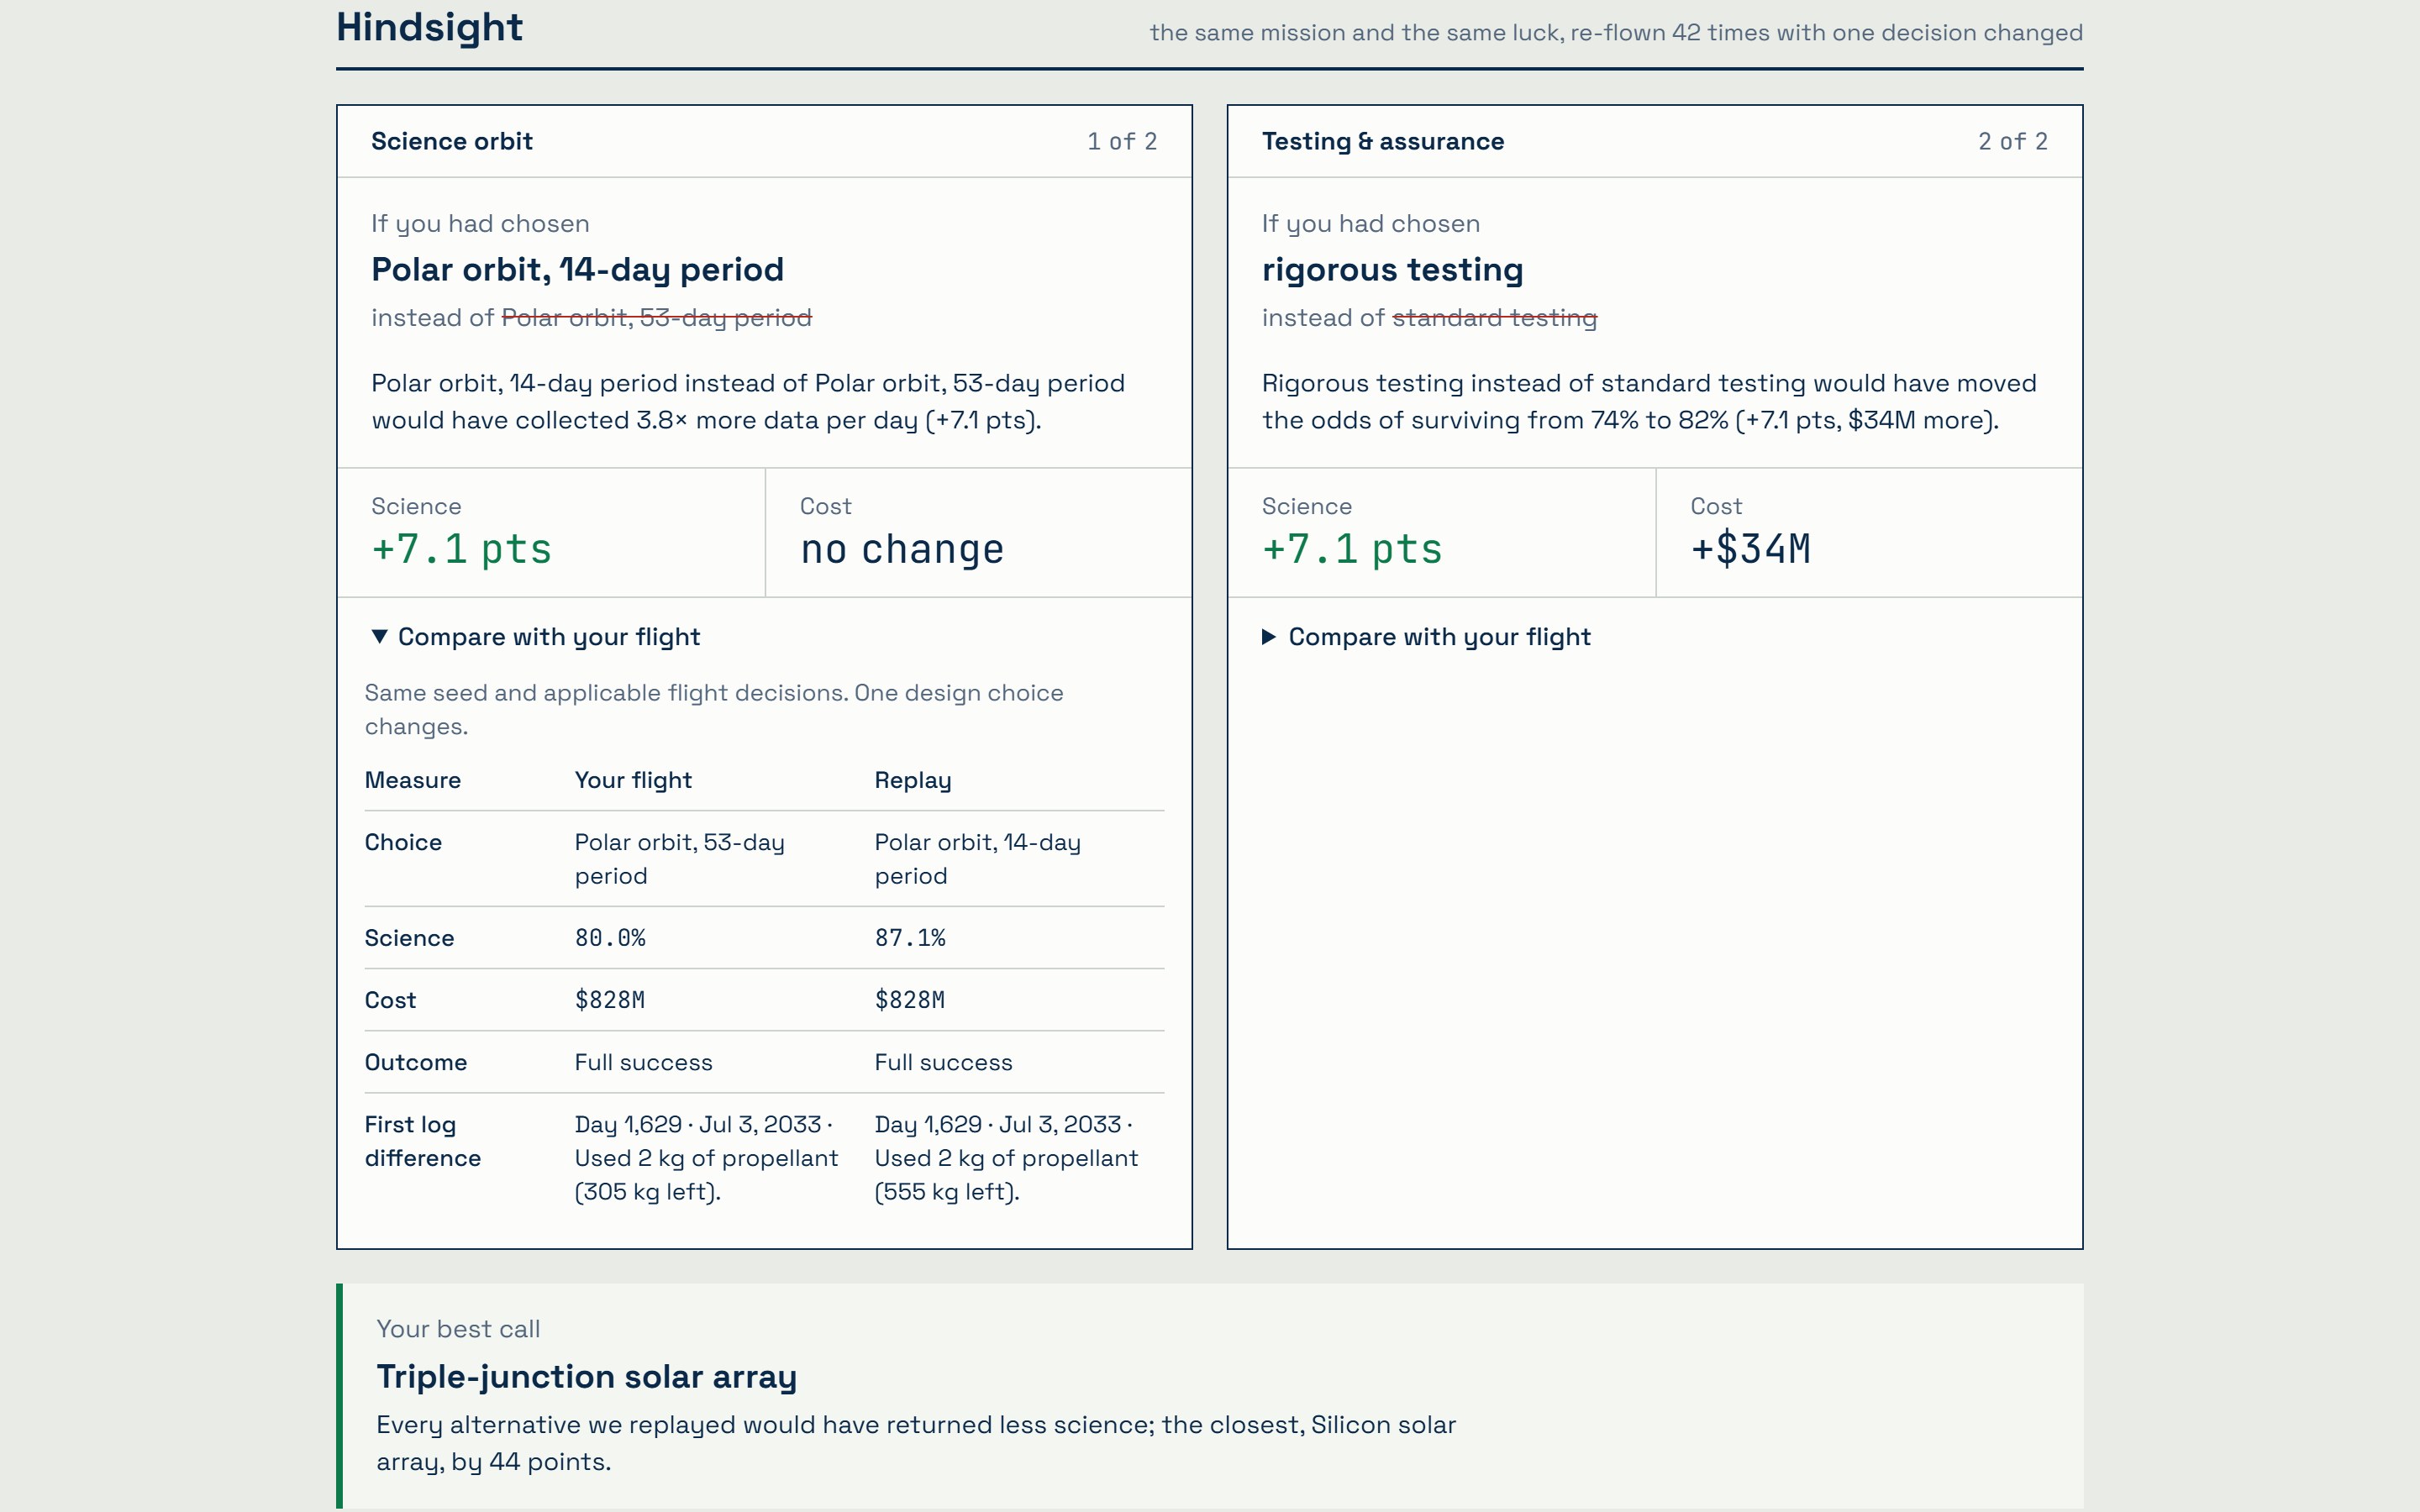 Hindsight
the same mission and the same luck, re-flown 42 times with one decision changed
Science orbit
1 of 2
If you had chosen
Polar orbit, 14-day period
instead of Polar orbit, 53-day period
Polar orbit, 14-day period instead of Polar orbit, 53-day period
would have collected 3.8× more data per day (+7.1 pts).
Science
+7.1 pts
Cost
no change
▼ Compare with your flight
Same seed and applicable flight decisions. One design choice
changes.
Measure Your flight Replay
Choice Polar orbit, 53-day period Polar orbit, 14-day period
Science 80.0% 87.1%
Cost $828M $828M
Outcome Full success Full success
First log difference Day 1,629 · Jul 3, 2033 · Used 2 kg of propellant (305 kg left). Day 1,629 · Jul 3, 2033 · Used 2 kg of propellant (555 kg left).
Testing & assurance
2 of 2
If you had chosen
rigorous testing
instead of standard testing
Rigorous testing instead of standard testing would have moved
the odds of surviving from 74% to 82% (+7.1 pts, $34M more).
Science
+7.1 pts
Cost
+$34M
▶ Compare with your flight
Your best call
Triple-junction solar array
Every alternative we replayed would have returned less science; the closest, Silicon solar
array, by 44 points.